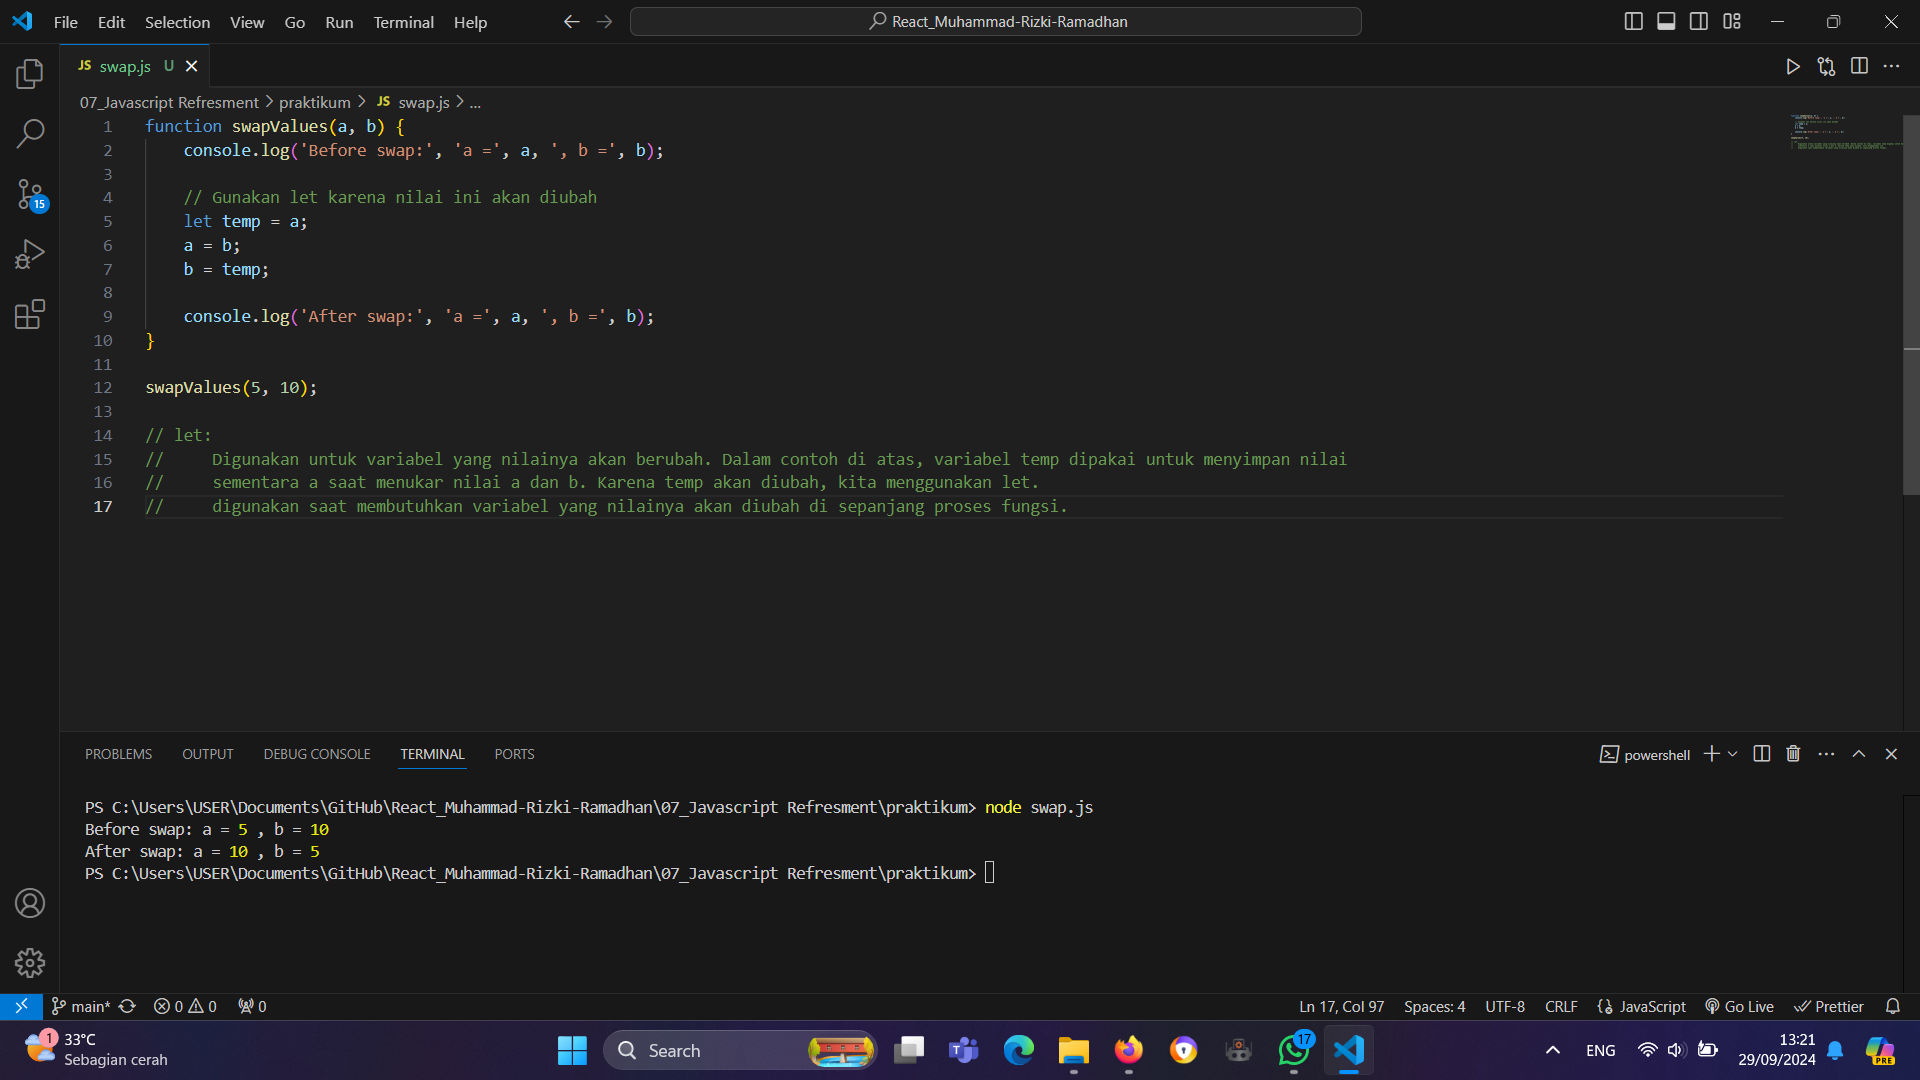 File Edit Selection View Go Run Terminal Help
React_Muhammad-Rizki-Ramadhan
JS swap.js U
07_Javascript Refresment > praktikum > JS swap.js > ...
1 function swapValues(a, b) {
2 console.log('Before swap:', 'a =', a, ', b =', b);
3
4 // Gunakan let karena nilai ini akan diubah
5 let temp = a;
6 a = b;
7 b = temp;
8
9 console.log('After swap:', 'a =', a, ', b =', b);
10 }
11
12 swapValues(5, 10);
13
14 // let:
15 // Digunakan untuk variabel yang nilainya akan berubah. Dalam contoh di atas, variabel temp dipakai untuk menyimpan nilai
16 // sementara a saat menukar nilai a dan b. Karena temp akan diubah, kita menggunakan let.
17 // digunakan saat membutuhkan variabel yang nilainya akan diubah di sepanjang proses fungsi.
15
PROBLEMS OUTPUT DEBUG CONSOLE TERMINAL PORTS
powershell
PS C:\Users\USER\Documents\GitHub\React_Muhammad-Rizki-Ramadhan\07_Javascript Refresment\praktikum> node swap.js
Before swap: a = 5 , b = 10
After swap: a = 10 , b = 5
PS C:\Users\USER\Documents\GitHub\React_Muhammad-Rizki-Ramadhan\07_Javascript Refresment\praktikum>
main* 0 0 0
Ln 17, Col 97 Spaces: 4 UTF-8 CRLF {} JavaScript Go Live Prettier
1
33°C
Sebagian cerah
Search
17
ENG
13:21
29/09/2024
PRE